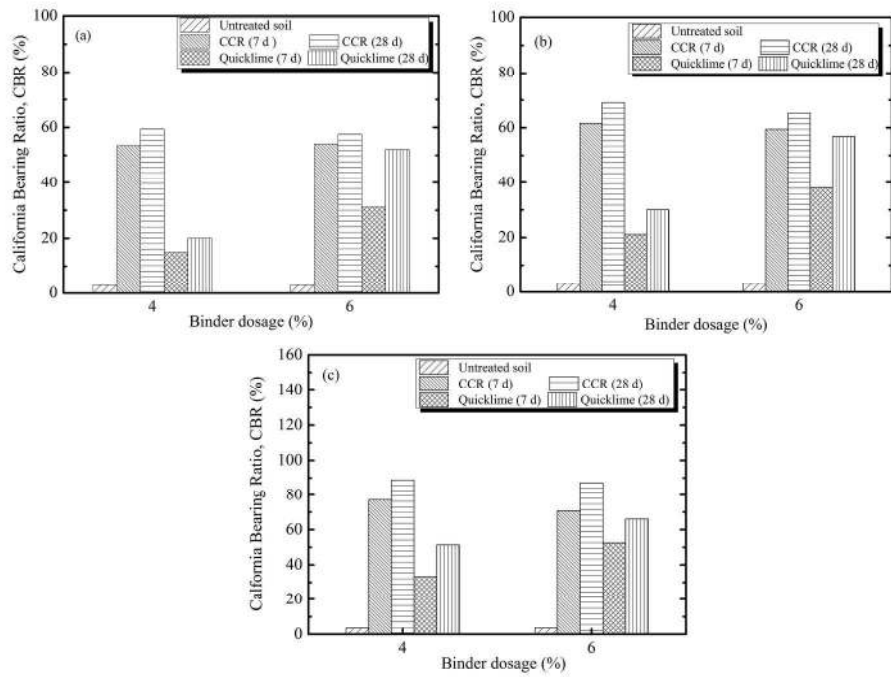 (a)
Untreated soil
CCR (7 d ) CCR (28 d)
Quicklime (7 d) Quicklime (28 d)
California Bearing Ratio, CBR (%)
100
80
60
40
20
0
4 6
Binder dosage (%)
(b)
Untreated soil
CCR (7 d) CCR (28 d)
Quicklime (7 d) Quicklime (28 d)
California Bearing Ratio, CBR (%)
100
80
60
40
20
0
4 6
Binder dosage (%)
(c)
Untreated soil
CCR (7 d) CCR (28 d)
Quicklime (7 d) Quicklime (28 d)
Calfornia Bearing Ratio, CBR (%)
160
140
120
100
80
60
40
20
0
4 6
Binder dosage (%)